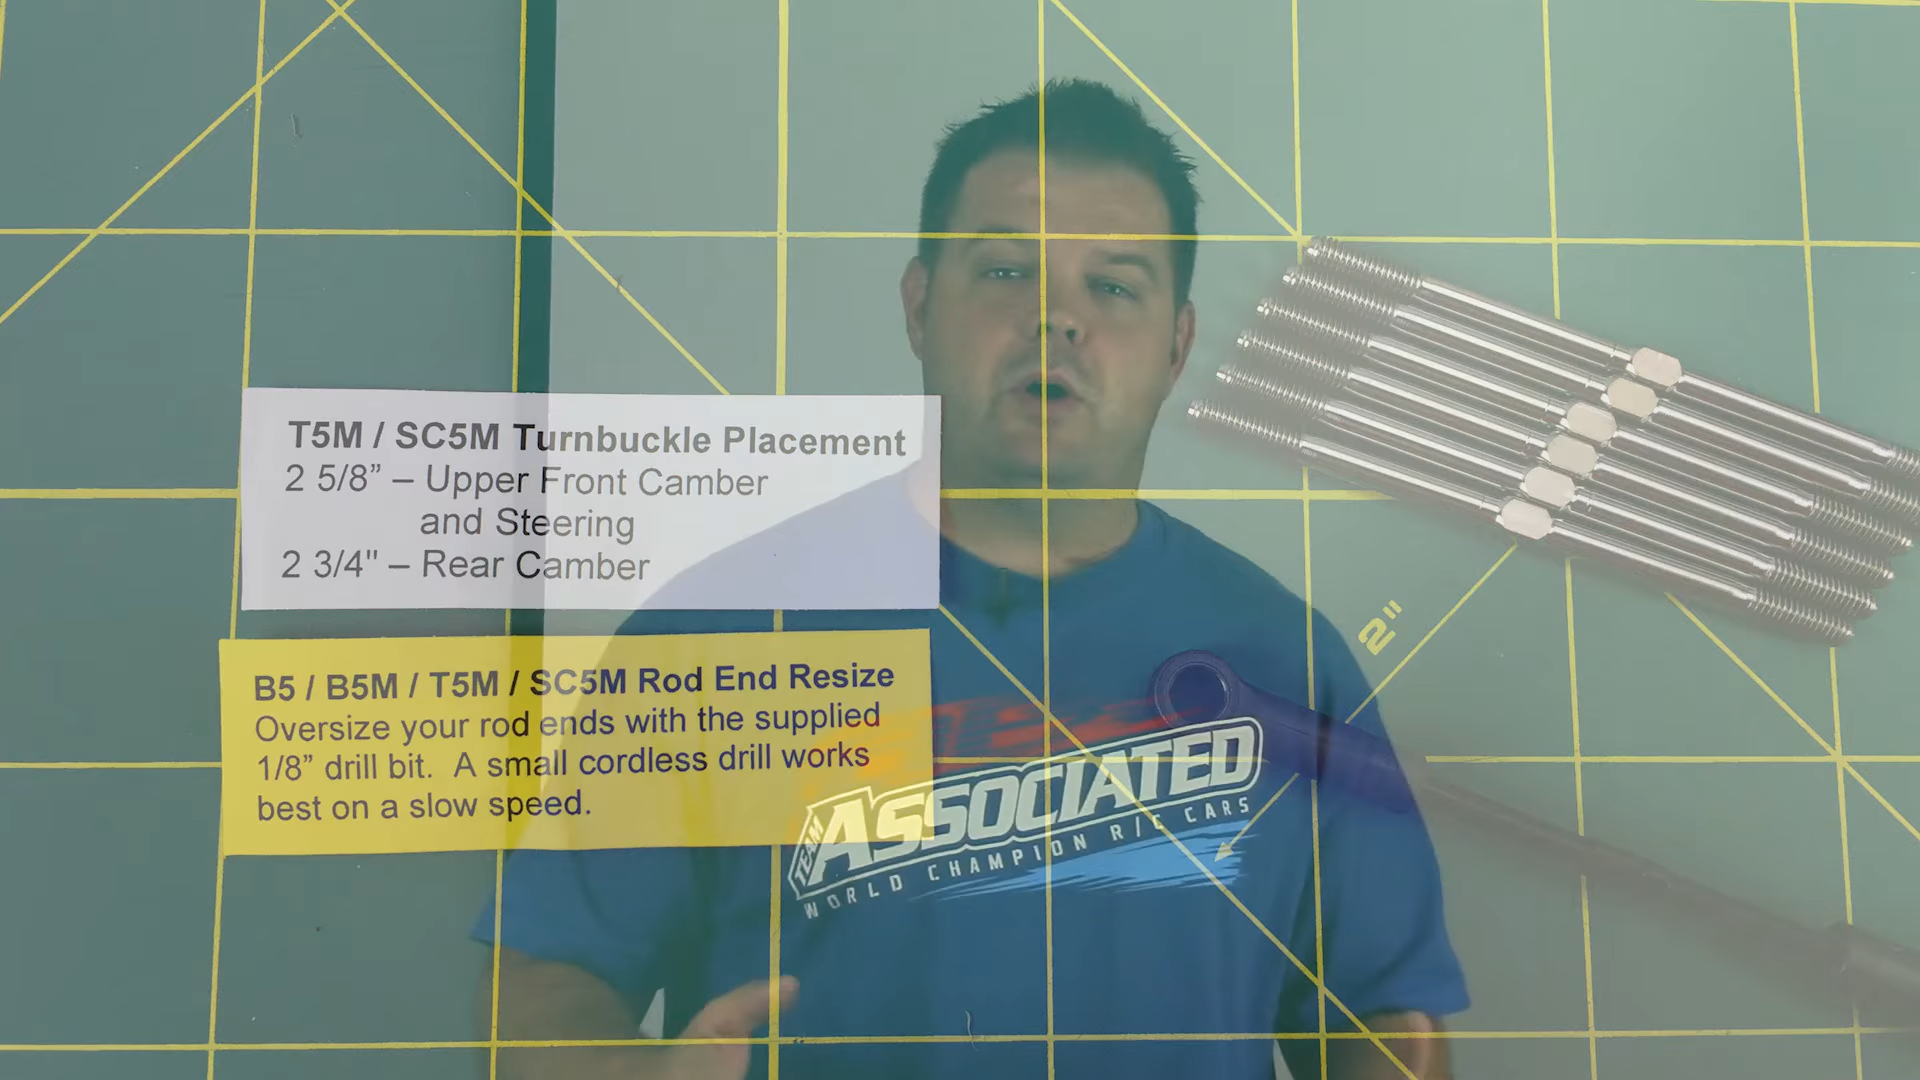 T5M / SC5M Turnbuckle Placement
2 5/8” – Upper Front Camber
and Steering
2 3/4" – Rear Camber
B5 / B5M / T5M / SC5M Rod End Resize
Oversize your rod ends with the supplied
1/8” drill bit. A small cordless drill works
best on a slow speed.
2"
TEAM
ASSOCIATED
WORLD CHAMPION R/C CARS